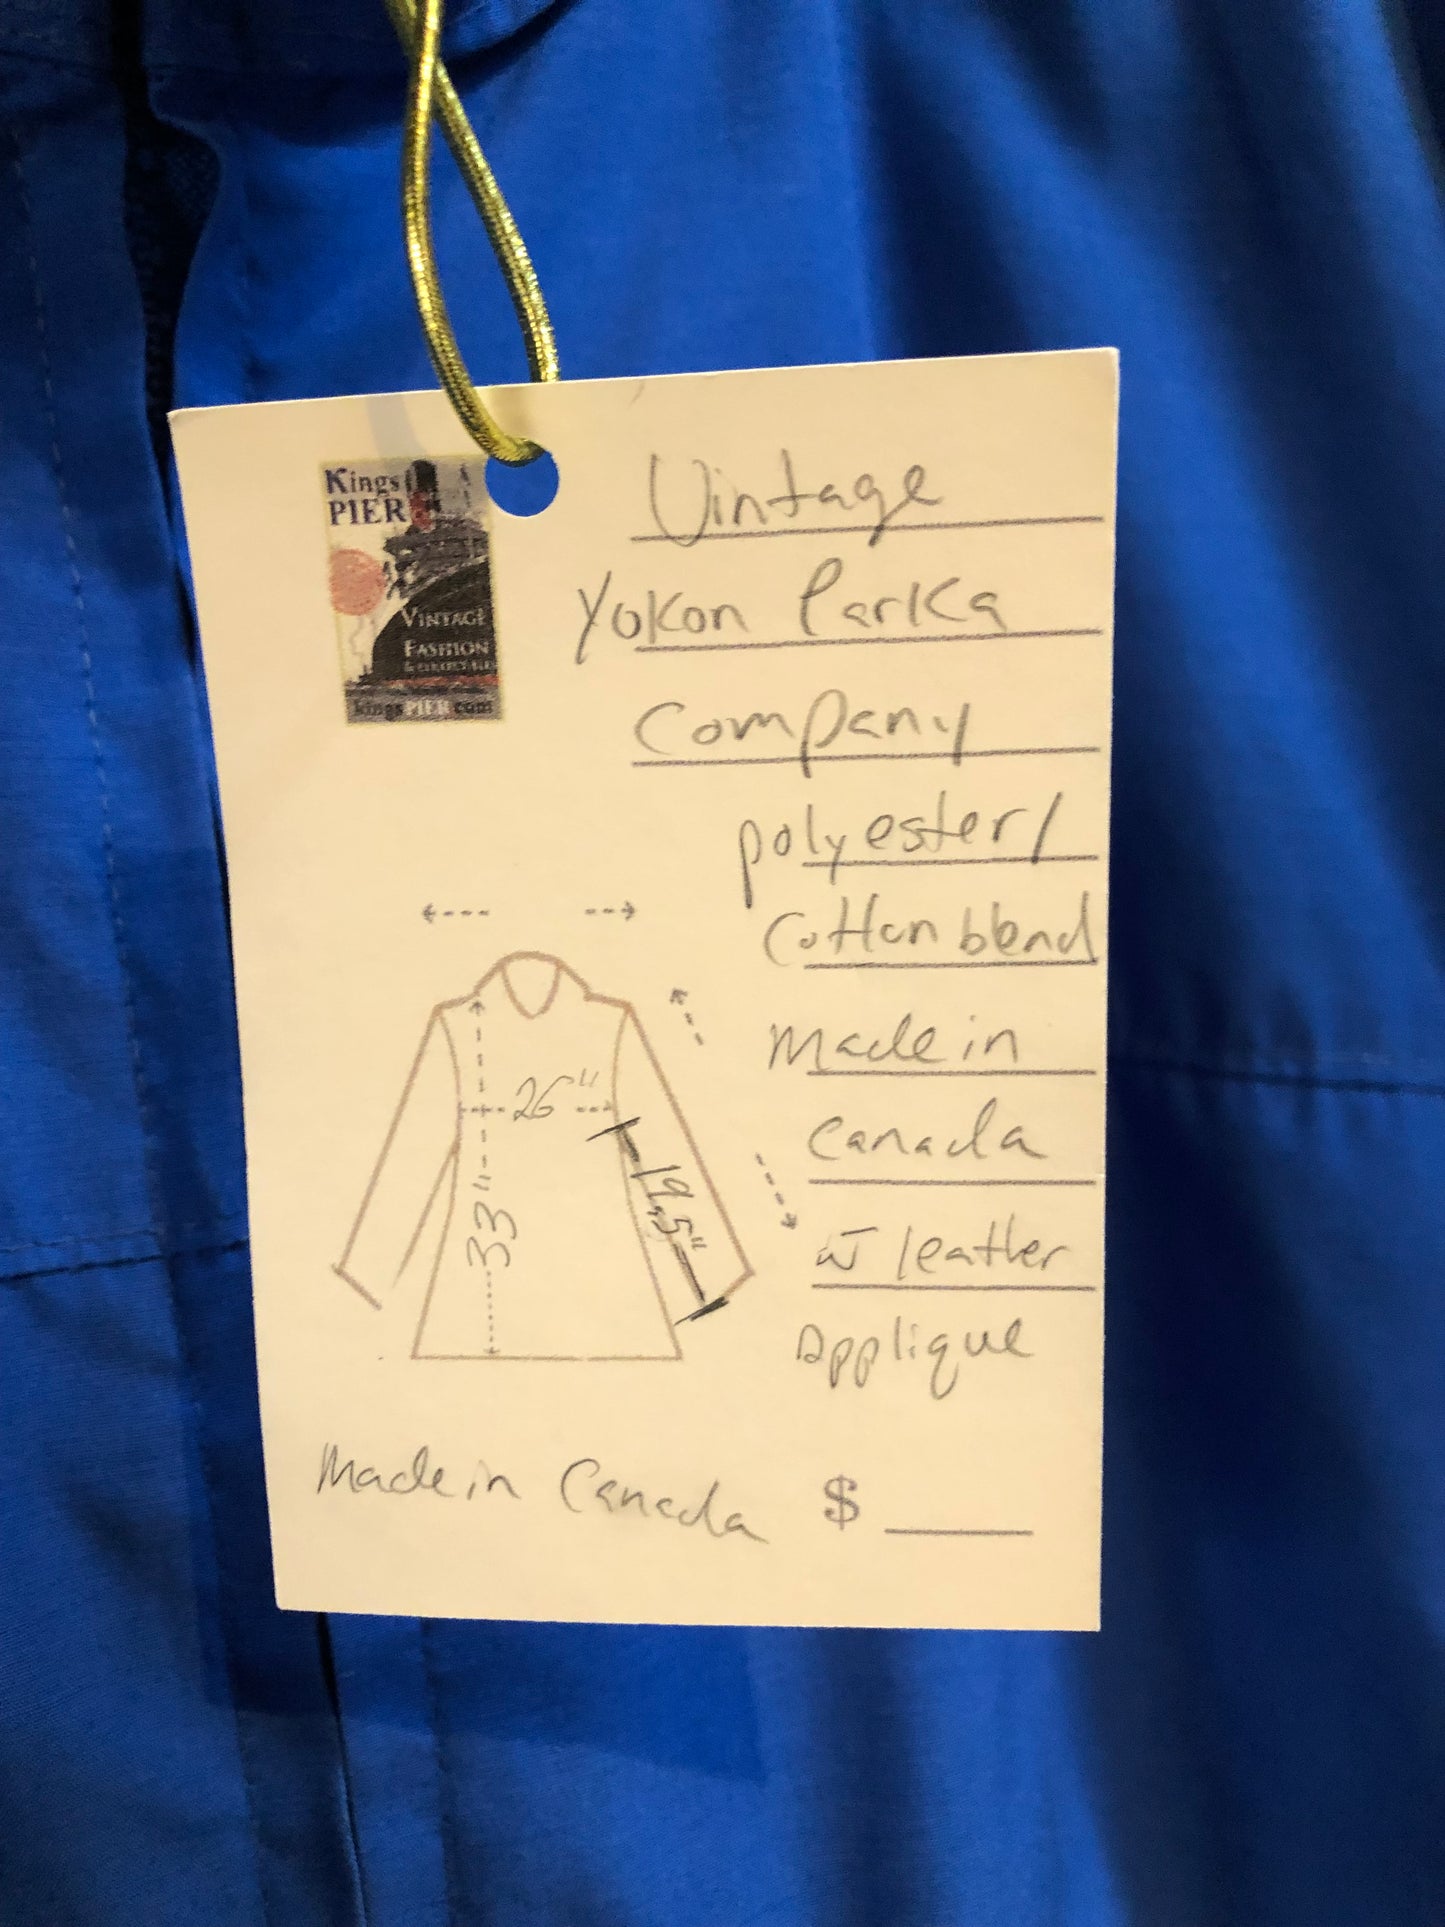 Kings
PIER
VINTAGE
FASHION
kingsPIER.com
Vintage
Yukon Parka
Company
polyester/
Cotton blend
Made in
Canada
w̄ leather
applique
26"
33"
19.5"
Made in Canada $